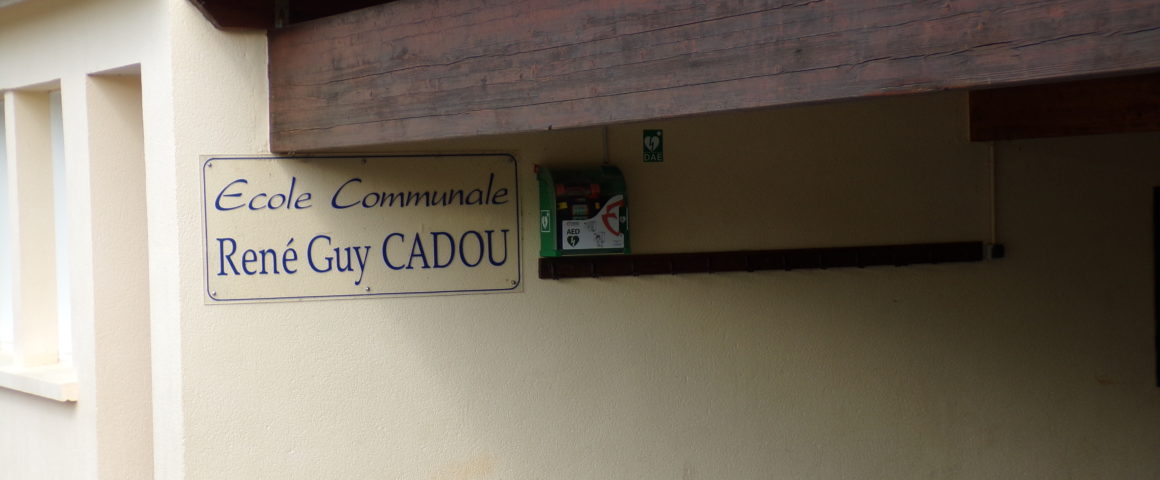 Ecole Communale
René Guy CADOU
DAE
AED